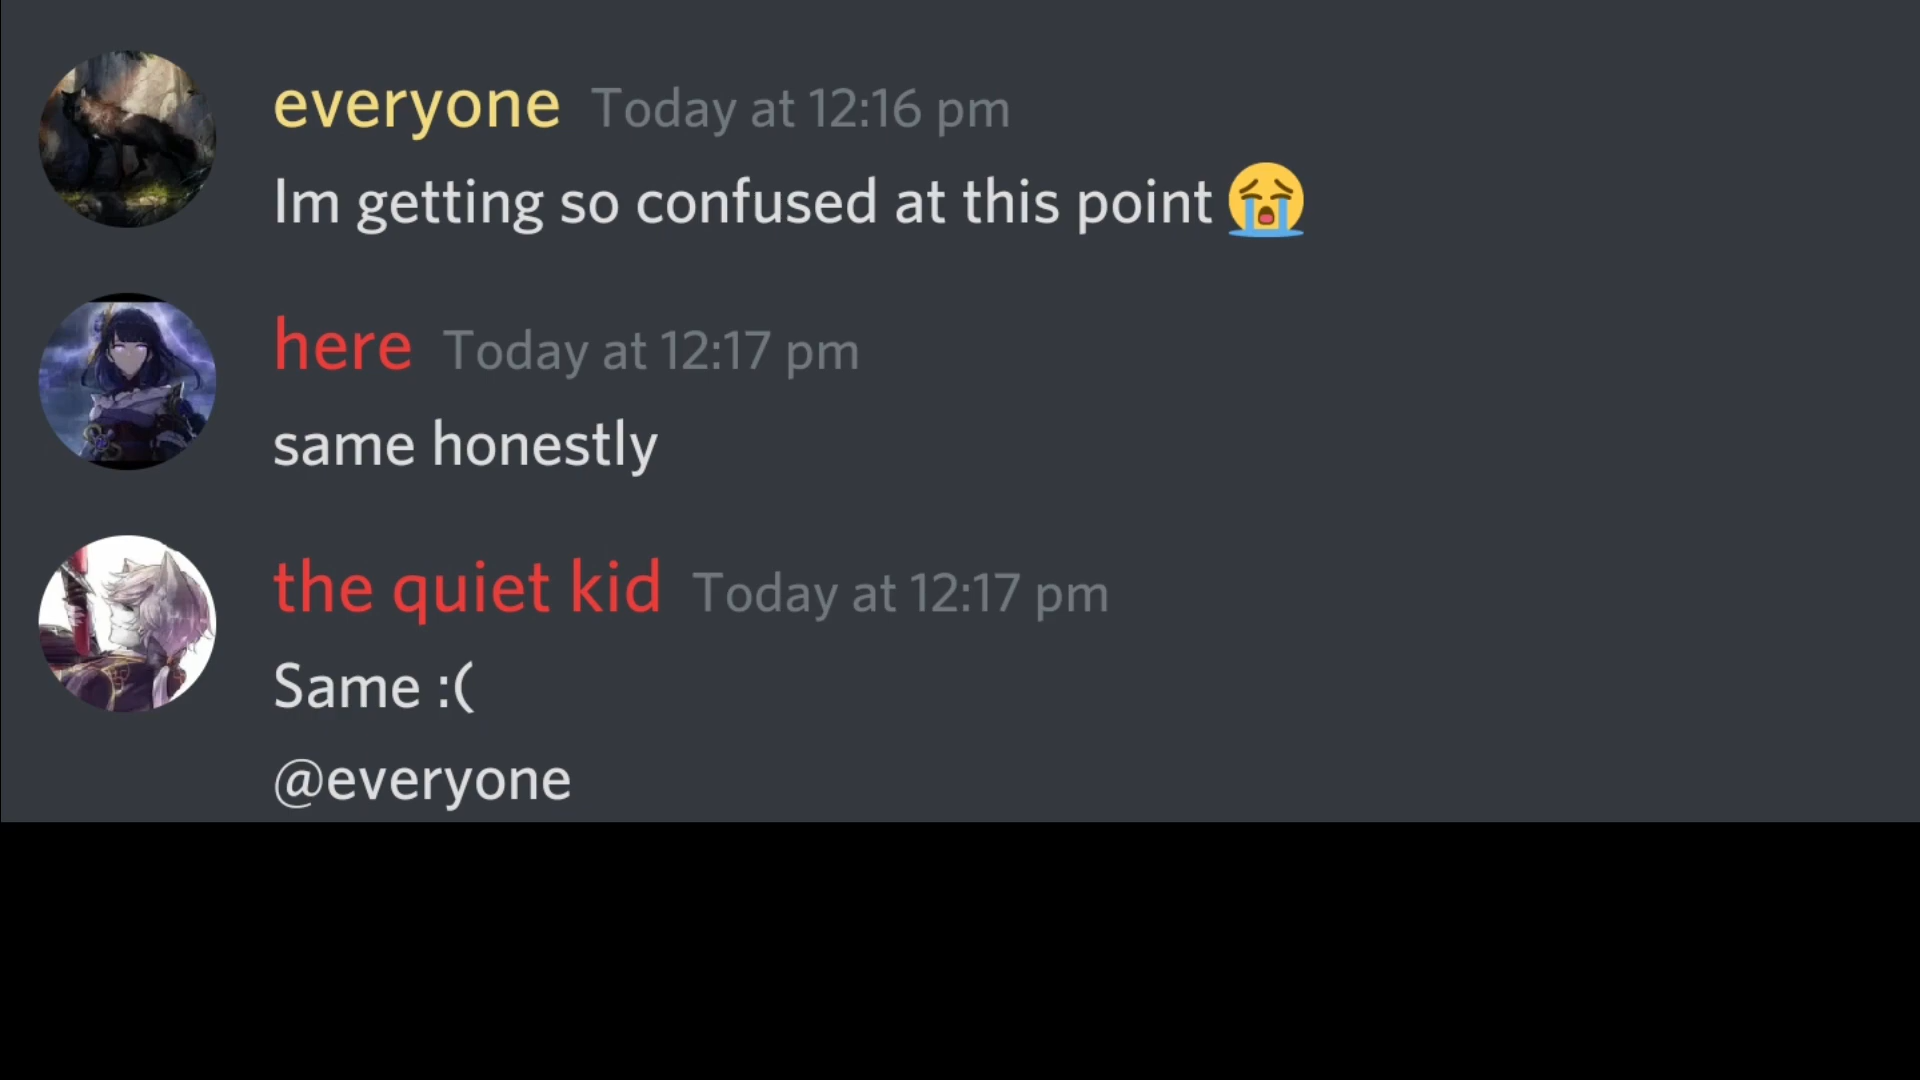 everyone Today at 12:16 pm
Im getting so confused at this point 😭
here Today at 12:17 pm
same honestly
the quiet kid Today at 12:17 pm
Same :(
@everyone